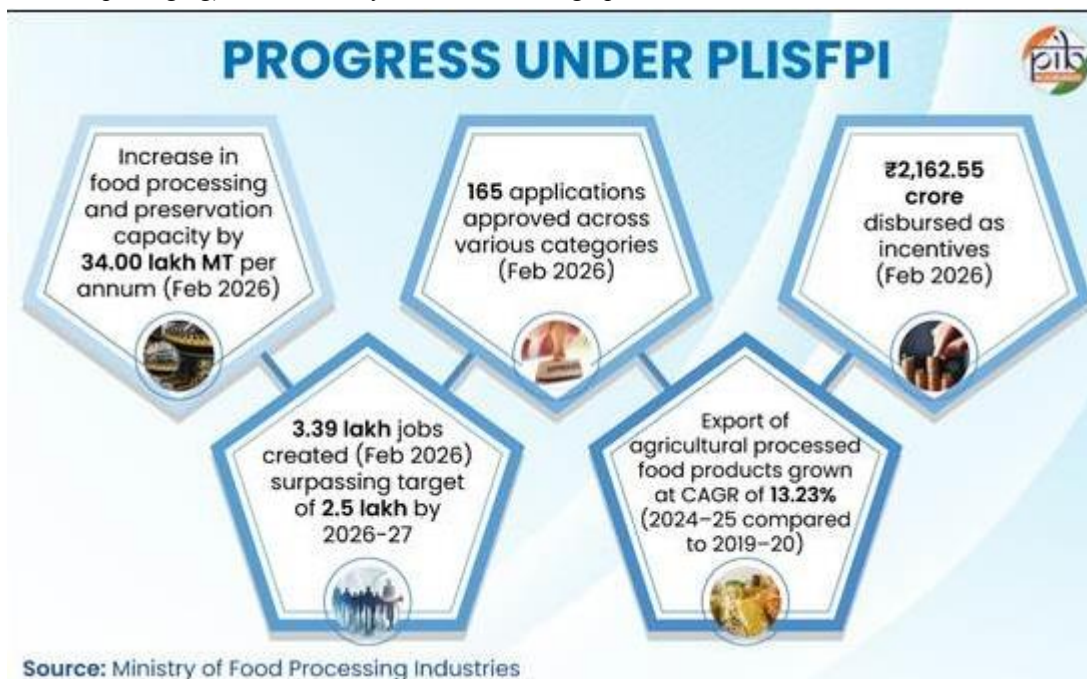 PROGRESS UNDER PLISFPI
pib
Increase in
food processing
and preservation
capacity by
34.00 lakh MT per
annum (Feb 2026)
165 applications
approved across
various categories
(Feb 2026)
₹2,162.55
crore
disbursed as
incentives
(Feb 2026)
3.39 lakh jobs
created (Feb 2026)
surpassing target
of 2.5 lakh by
2026-27
Export of
agricultural processed
food products grown
at CAGR of 13.23%
(2024–25 compared
to 2019–20)
Source: Ministry of Food Processing Industries